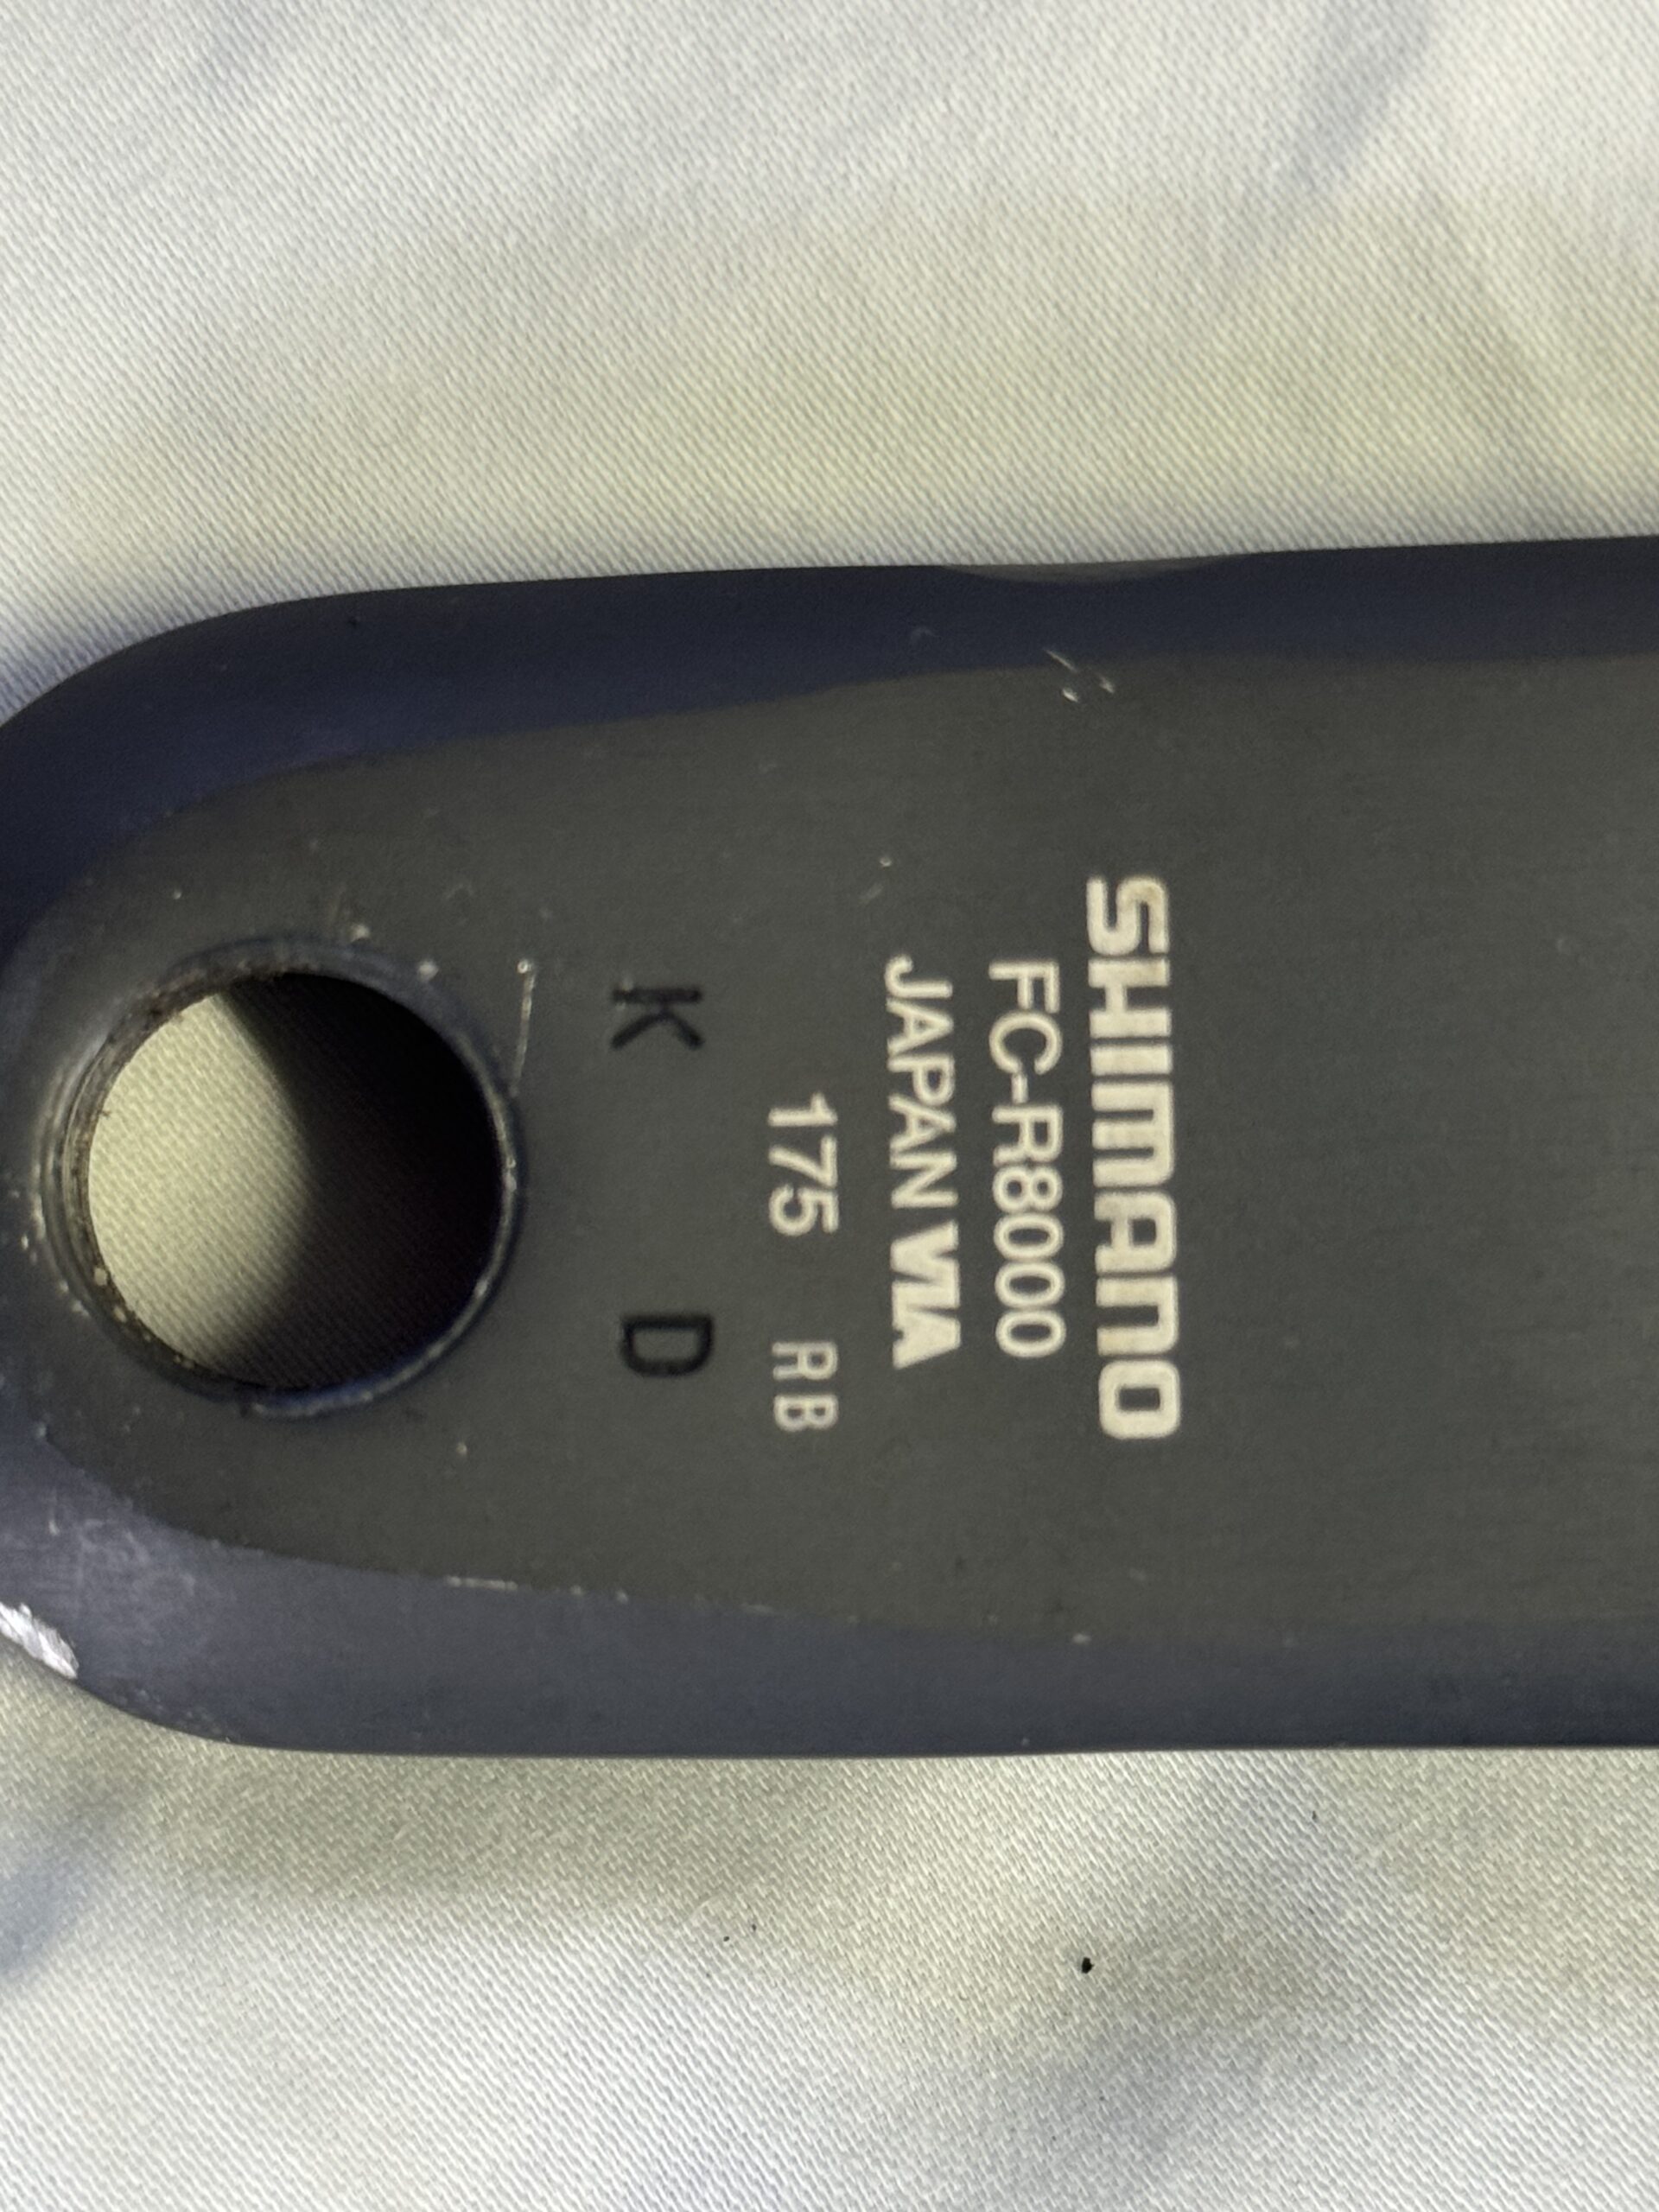 SHIMANO
FC-R8000
JAPAN VIA
175 RB
K D